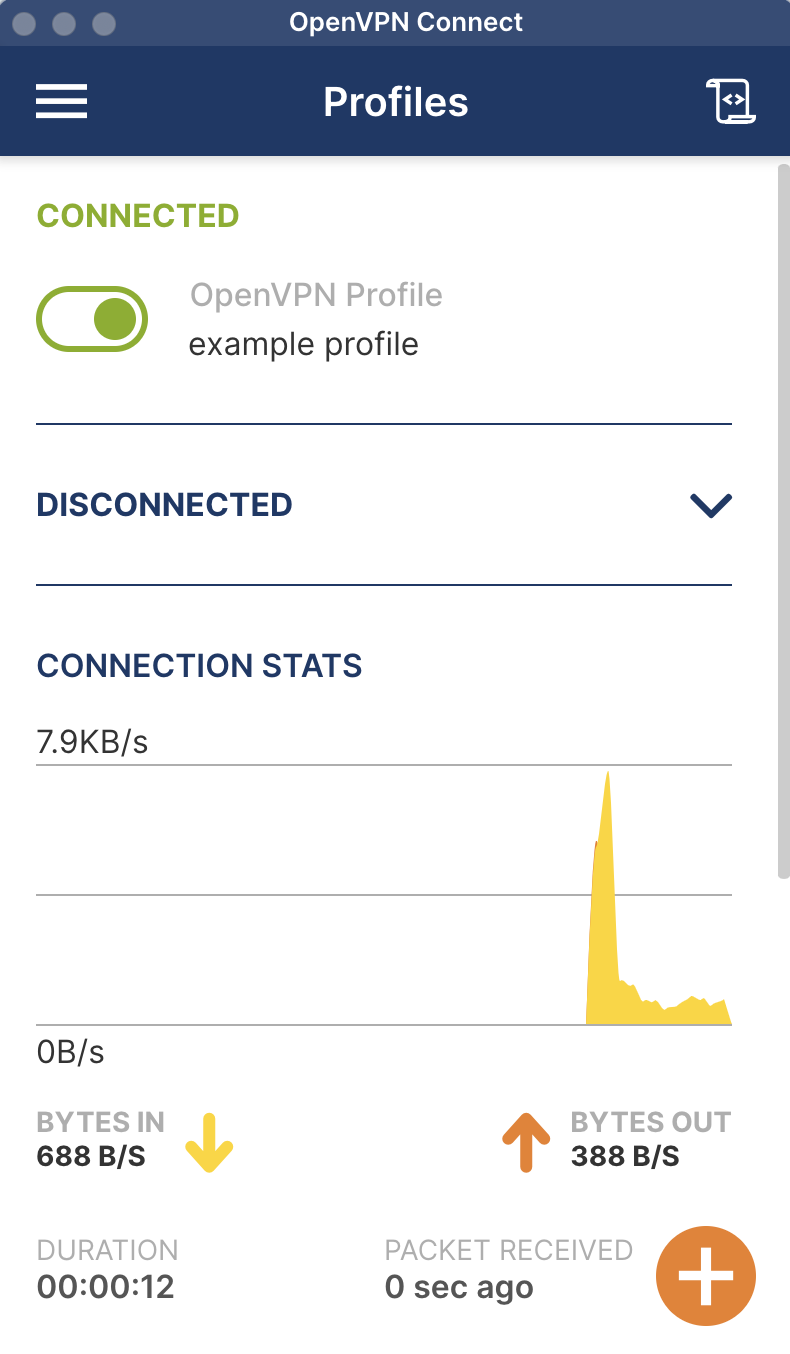 OpenVPN Connect
Profiles
CONNECTED
OpenVPN Profile
example profile
DISCONNECTED
CONNECTION STATS
7.9KB/s
0B/s
BYTES IN
688 B/S
BYTES OUT
388 B/S
DURATION
00:00:12
PACKET RECEIVED
0 sec ago